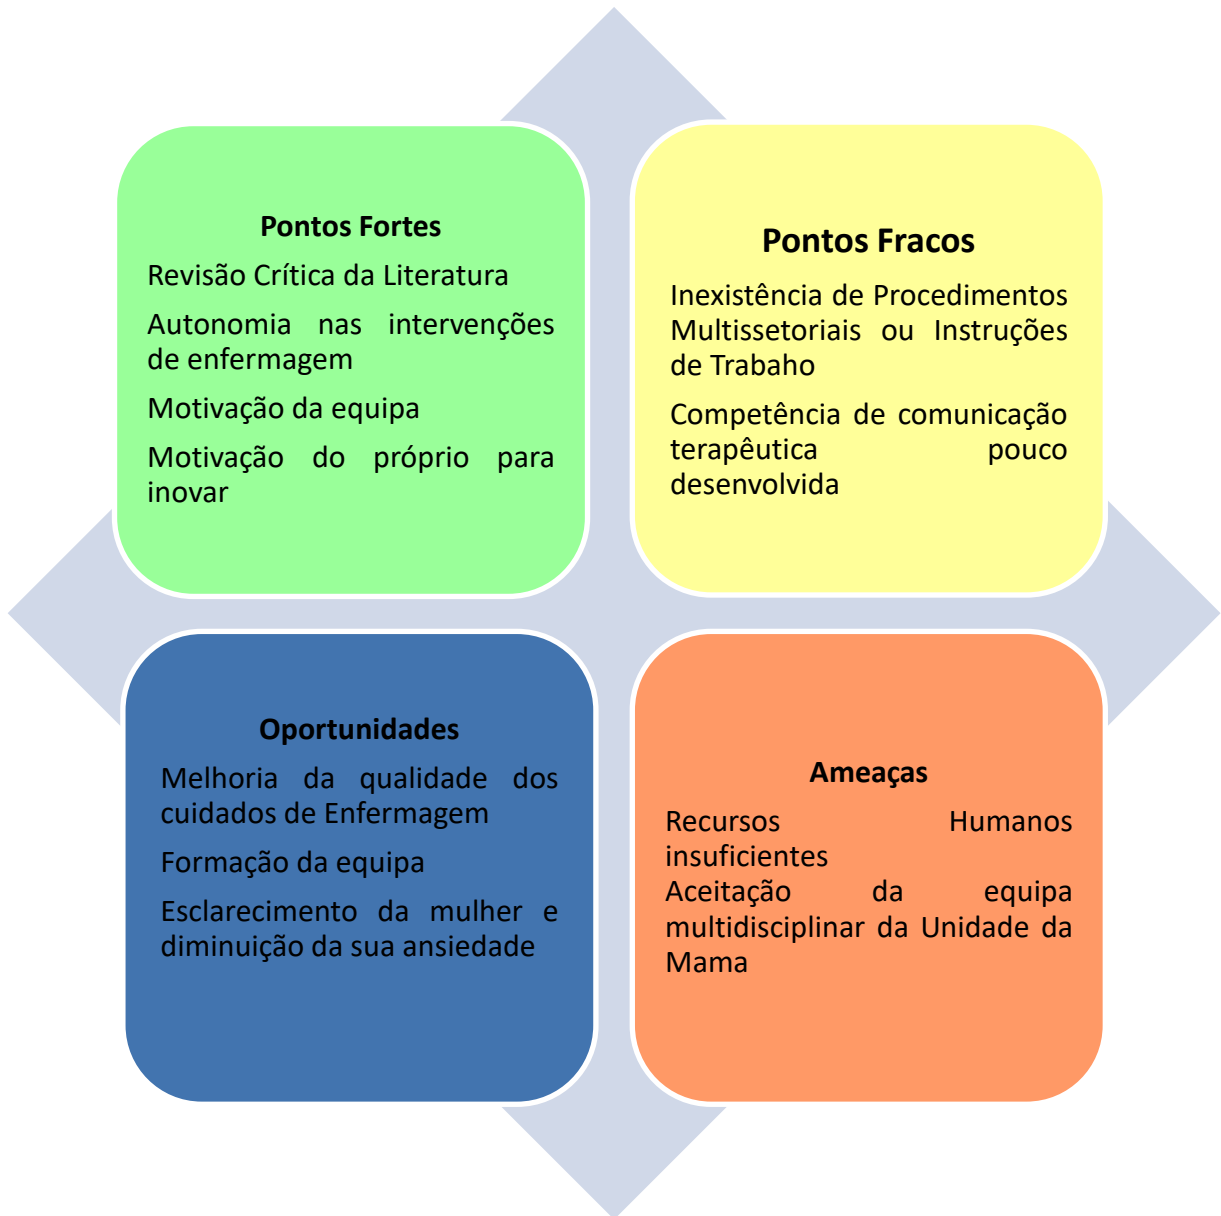 Pontos Fortes
Revisão Crítica da Literatura
Autonomia nas intervenções
de enfermagem
Motivação da equipa
Motivação do próprio para
inovar
Pontos Fracos
Inexistência de Procedimentos
Multissetoriais ou Instruções
de Trabaho
Competência de comunicação
terapêutica pouco
desenvolvida
Oportunidades
Melhoria da qualidade dos
cuidados de Enfermagem
Formação da equipa
Esclarecimento da mulher e
diminuição da sua ansiedade
Ameaças
Recursos Humanos
insuficientes
Aceitação da equipa
multidisciplinar da Unidade da
Mama